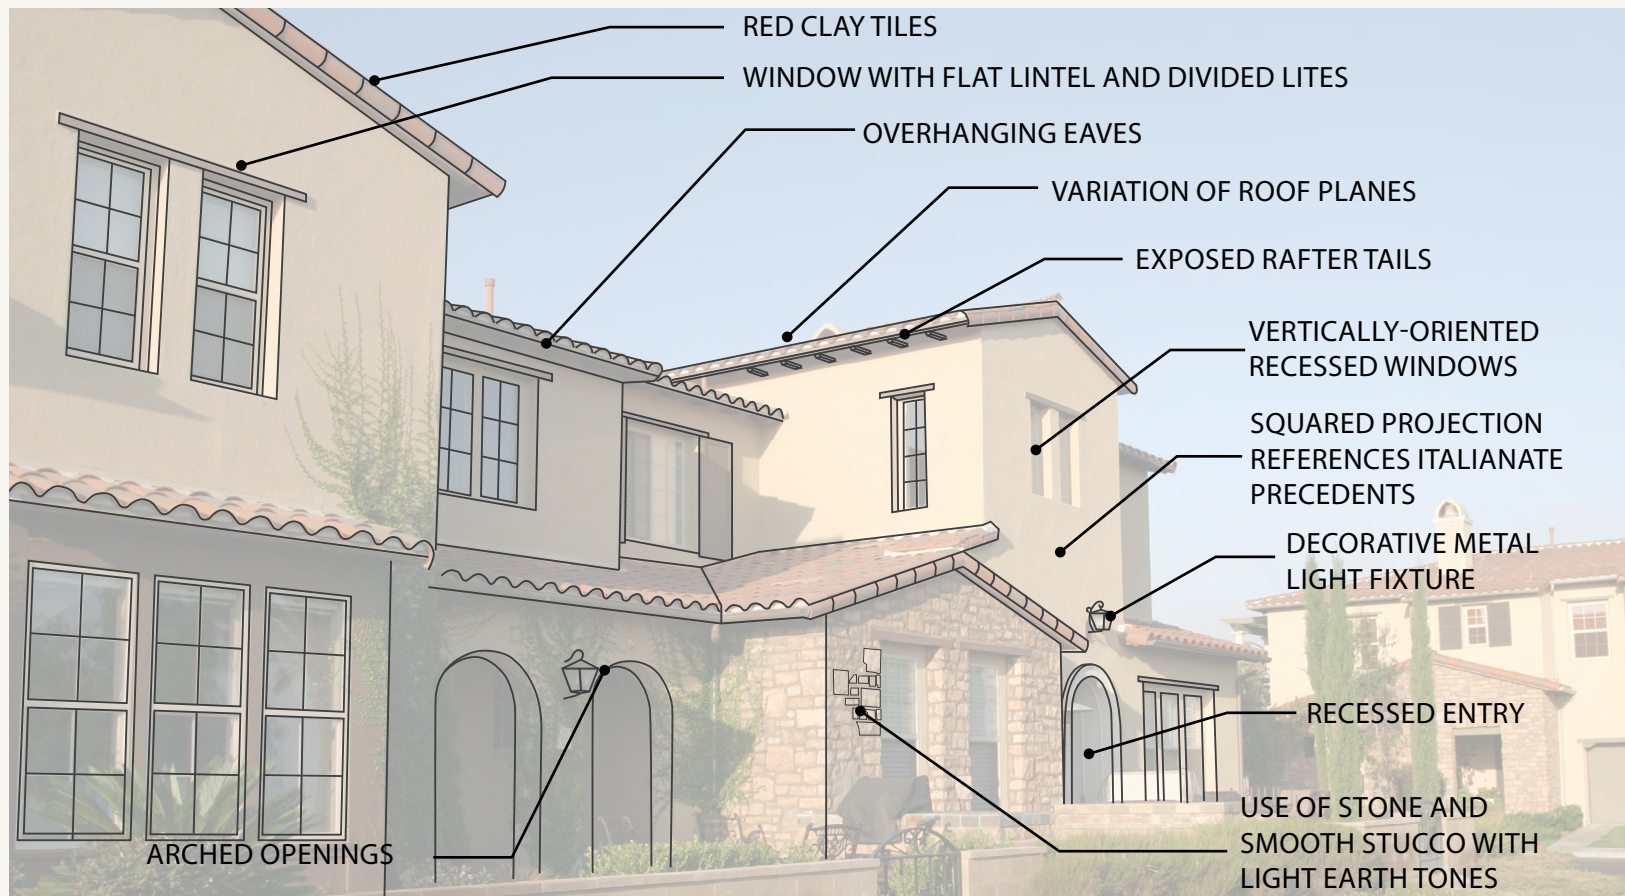 RED CLAY TILES
WINDOW WITH FLAT LINTEL AND DIVIDED LITES
OVERHANGING EAVES
VARIATION OF ROOF PLANES
EXPOSED RAFTER TAILS
VERTICALLY-ORIENTED
RECESSED WINDOWS
SQUARED PROJECTION
REFERENCES ITALIANATE
PRECEDENTS
DECORATIVE METAL
LIGHT FIXTURE
RECESSED ENTRY
USE OF STONE AND
SMOOTH STUCCO WITH
LIGHT EARTH TONES
ARCHED OPENINGS